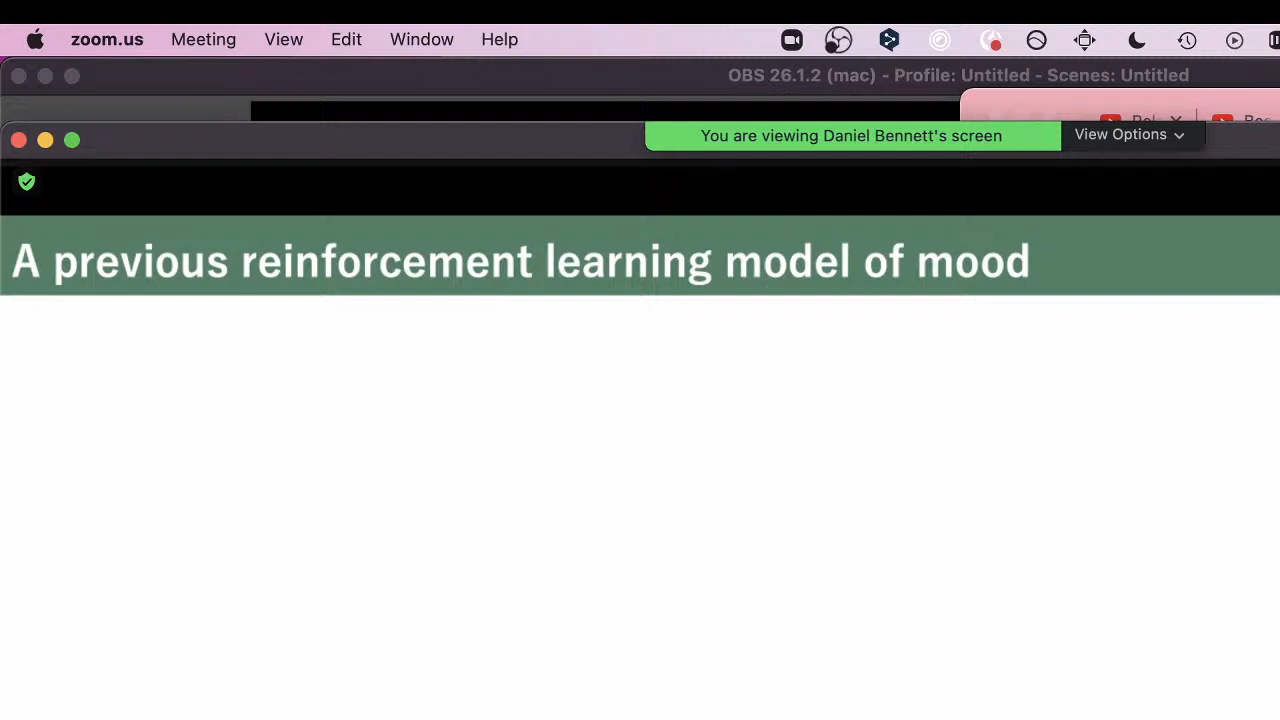 zoom.us Meeting View Edit Window Help
OBS 26.1.2 (mac) - Profile: Untitled - Scenes: Untitled
You are viewing Daniel Bennett's screen View Options
A previous reinforcement learning model of mood